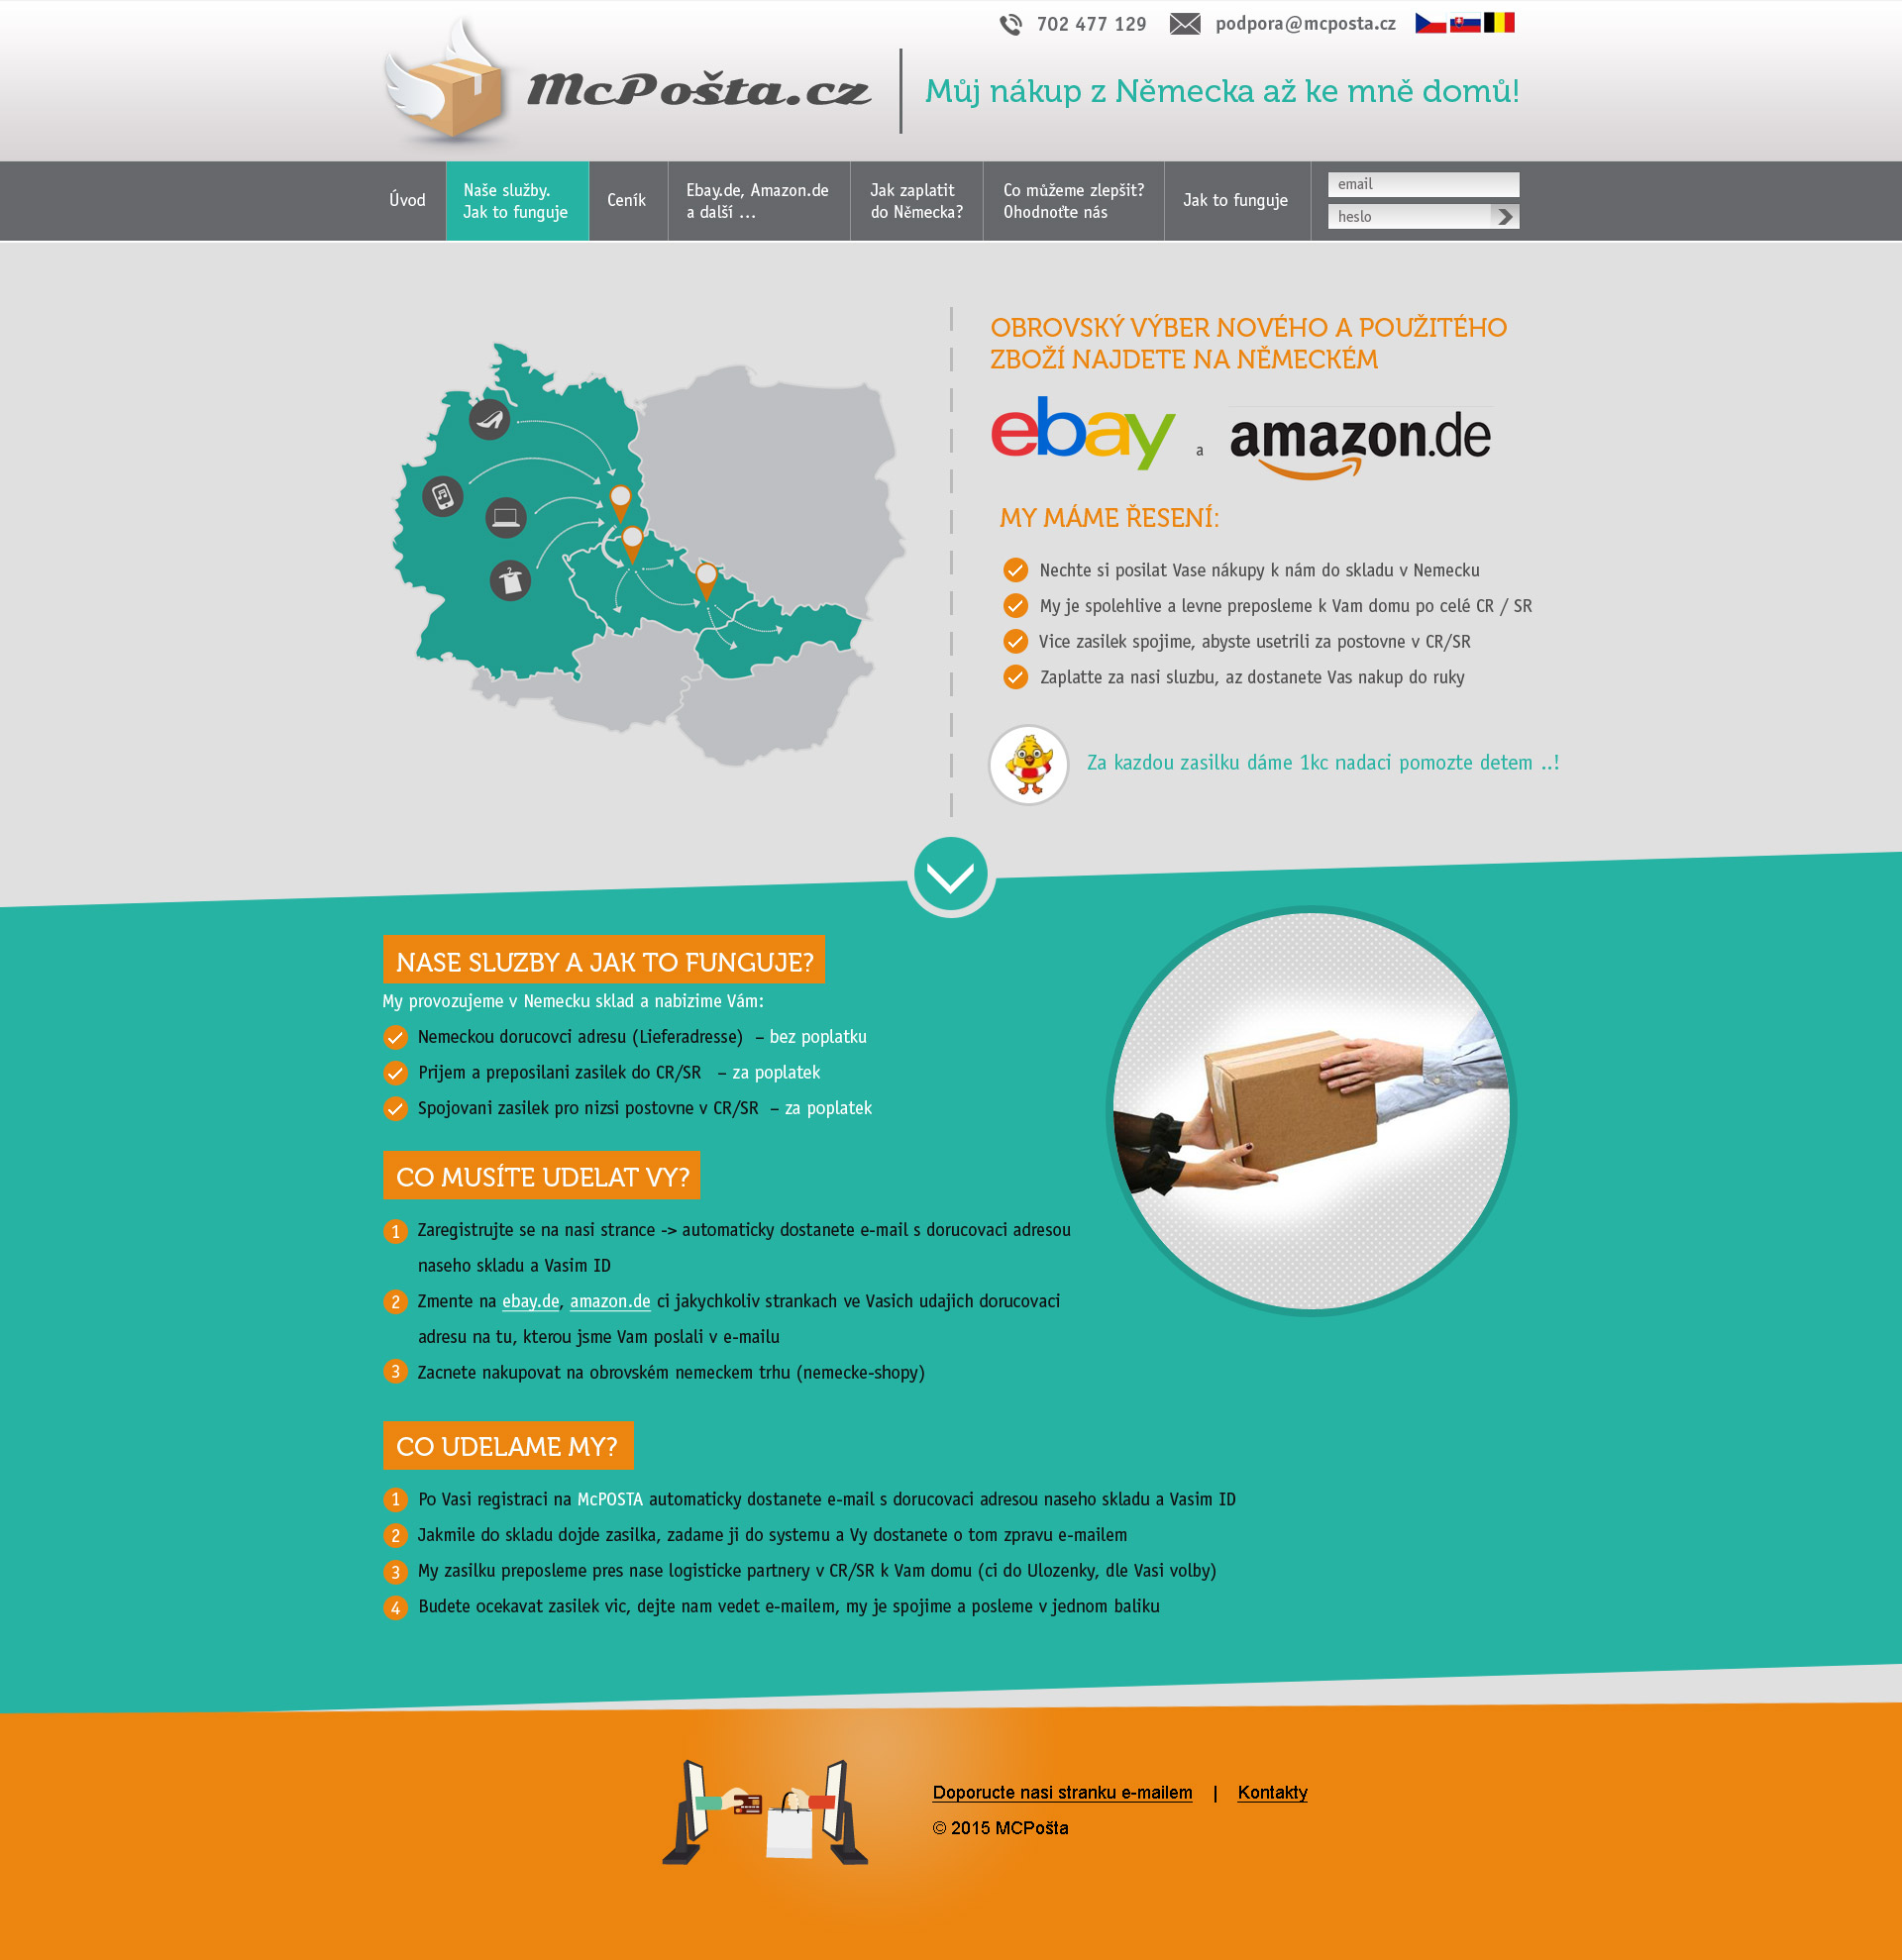 702 477 129
podpora@mcposta.cz
McPošta.cz
Můj nákup z Německa až ke mně domů!
Úvod
Naše služby.
Jak to funguje
Ceník
Ebay.de, Amazon.de
a další ...
Jak zaplatit
do Německa?
Co můžeme zlepšit?
Ohodnoťte nás
Jak to funguje
email
heslo
OBROVSKÝ VÝBER NOVÉHO A POUŽITÉHO
ZBOŽÍ NAJDETE NA NĚMECKÉM
ebay a amazon.de
MY MÁME ŘESENÍ:
Nechte si posilat Vase nákupy k nám do skladu v Nemecku
My je spolehlive a levne preposleme k Vam domu po celé CR / SR
Vice zasilek spojime, abyste usetrili za postovne v CR/SR
Zaplatte za nasi sluzbu, az dostanete Vas nakup do ruky
Za kazdou zasilku dáme 1kc nadaci pomozte detem ..!
NASE SLUZBY A JAK TO FUNGUJE?
My provozujeme v Nemecku sklad a nabizime Vám:
Nemeckou dorucovci adresu (Lieferadresse) – bez poplatku
Prijem a preposilani zasilek do CR/SR – za poplatek
Spojovani zasilek pro nizsi postovne v CR/SR – za poplatek
CO MUSÍTE UDELAT VY?
1 Zaregistrujte se na nasi strance -> automaticky dostanete e-mail s dorucovaci adresou
naseho skladu a Vasim ID
2 Zmente na ebay.de, amazon.de ci jakychkoliv strankach ve Vasich udajich dorucovaci
adresu na tu, kterou jsme Vam poslali v e-mailu
3 Zacnete nakupovat na obrovském nemeckem trhu (nemecke-shopy)
CO UDELAME MY?
1 Po Vasi registraci na McPOSTA automaticky dostanete e-mail s dorucovaci adresou naseho skladu a Vasim ID
2 Jakmile do skladu dojde zasilka, zadame ji do systemu a Vy dostanete o tom zpravu e-mailem
3 My zasilku preposleme pres nase logisticke partnery v CR/SR k Vam domu (ci do Ulozenky, dle Vasi volby)
4 Budete ocekavat zasilek vic, dejte nam vedet e-mailem, my je spojime a posleme v jednom baliku
Doporucte nasi stranku e-mailem | Kontakty
© 2015 MCPošta